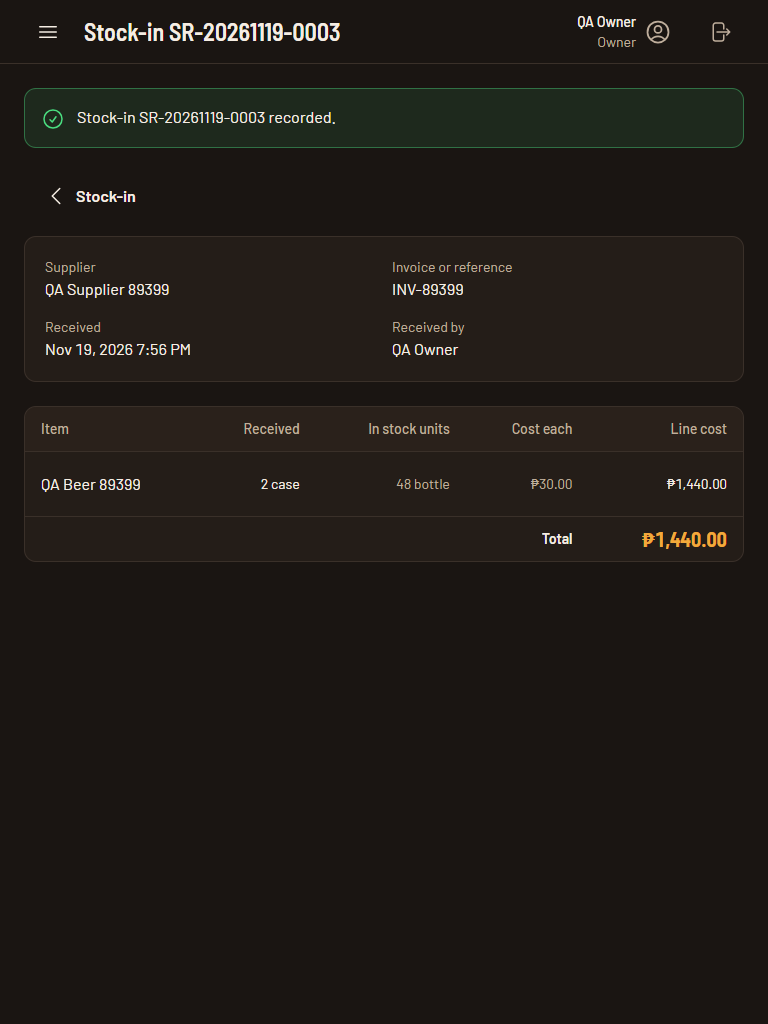 Stock-in SR-20261119-0003
QA Owner
Owner
Stock-in SR-20261119-0003 recorded.
Stock-in
Supplier
QA Supplier 89399
Invoice or reference
INV-89399
Received
Nov 19, 2026 7:56 PM
Received by
QA Owner
Item Received In stock units Cost each Line cost
QA Beer 89399 2 case 48 bottle ₱30.00 ₱1,440.00
Total ₱1,440.00